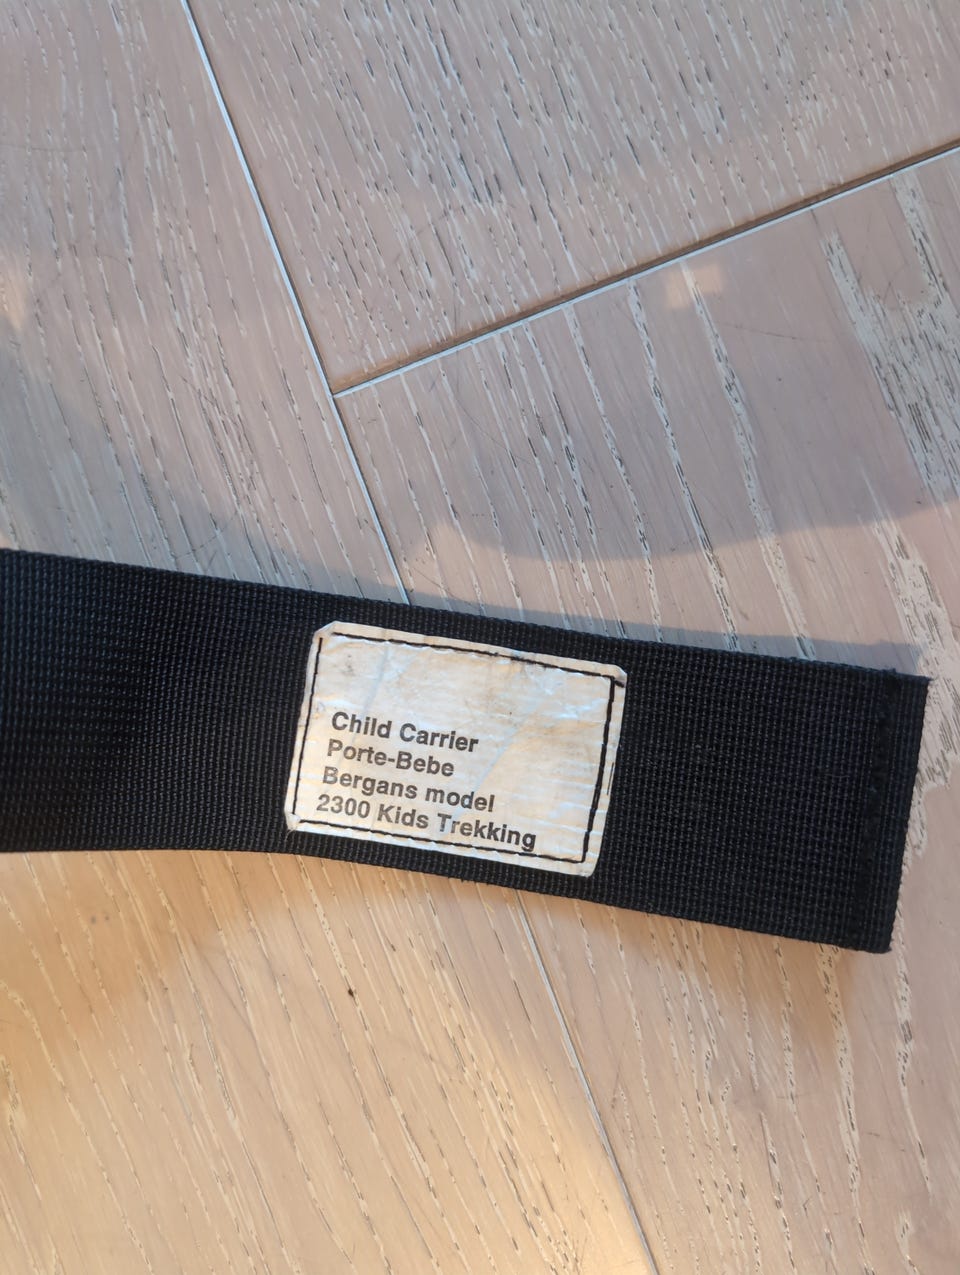 Child Carrier
Porte-Bebe
Bergans model
2300 Kids Trekking